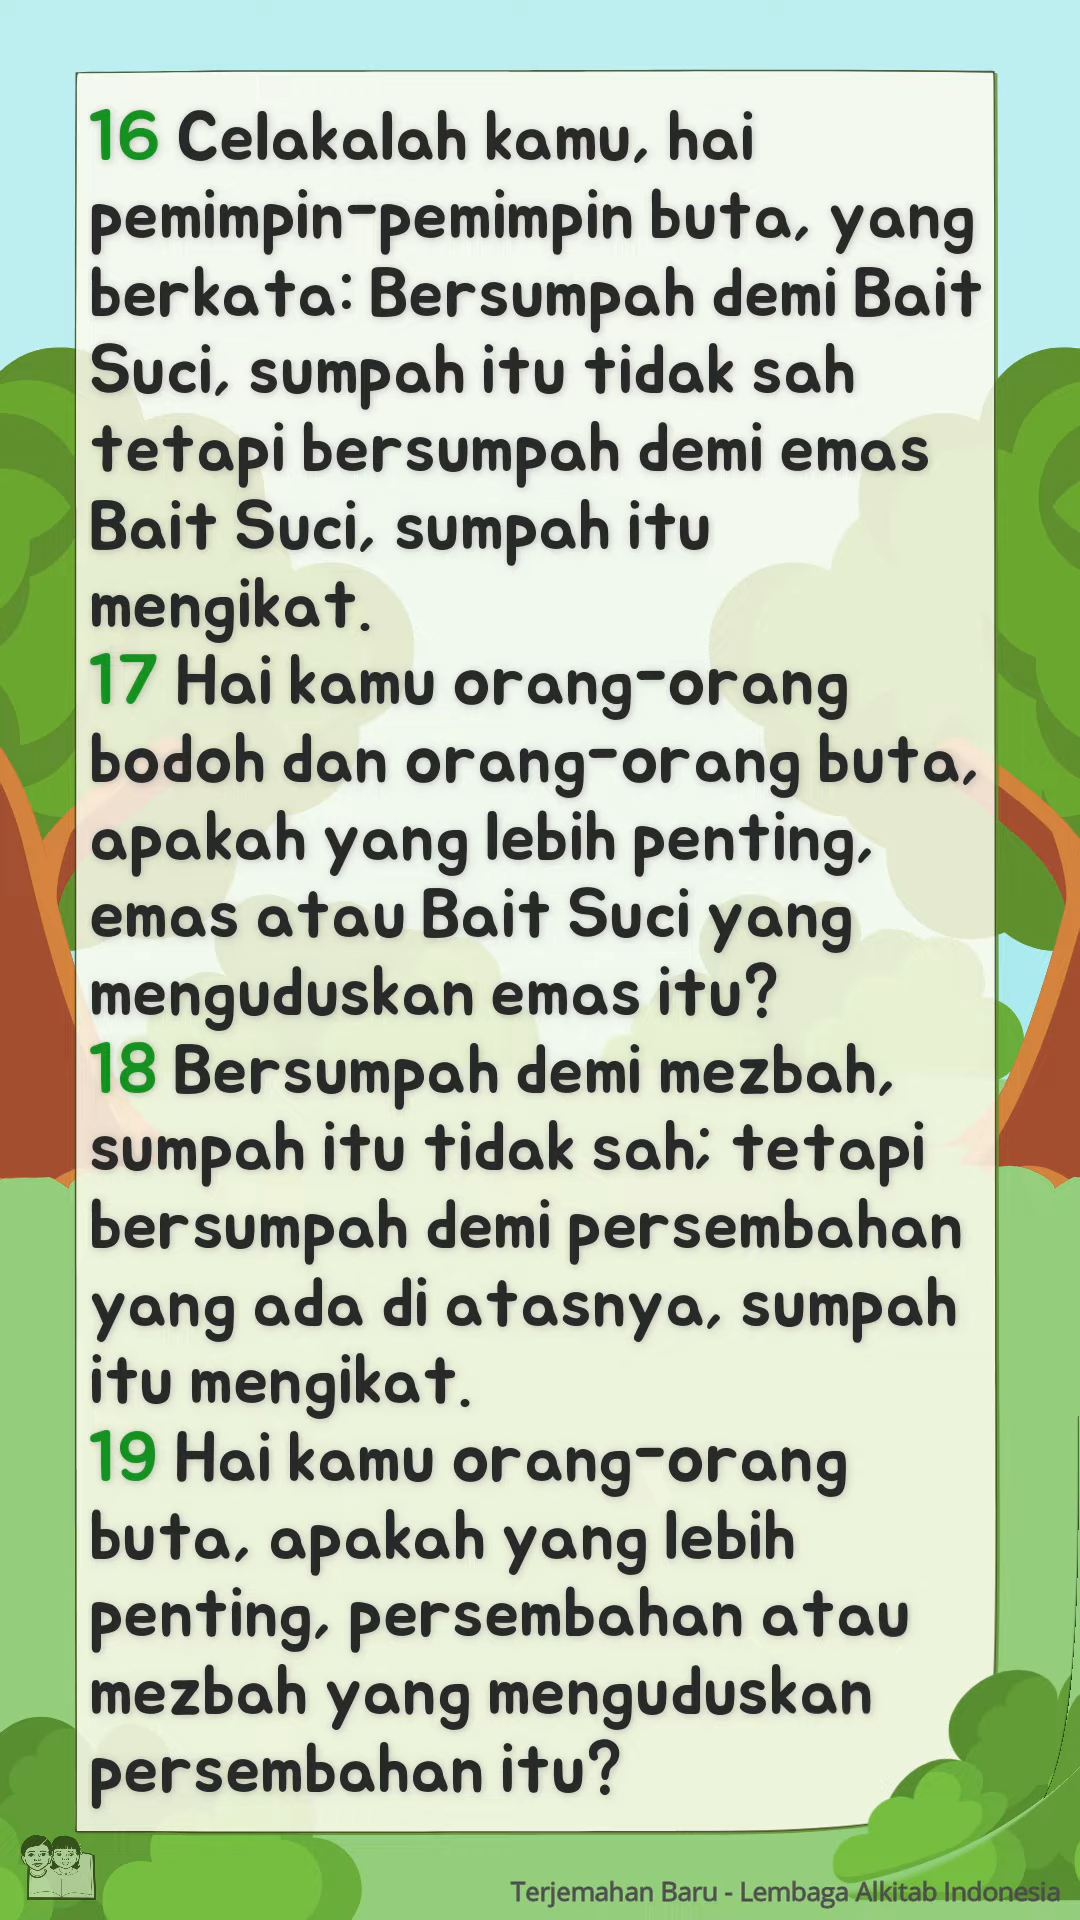 16 Celakalah kamu, hai
pemimpin-pemimpin buta, yang
berkata: Bersumpah demi Bait
Suci, sumpah itu tidak sah
tetapi bersumpah demi emas
Bait Suci, sumpah itu
mengikat.
17 Hai kamu orang-orang
bodoh dan orang-orang buta,
apakah yang lebih penting,
emas atau Bait Suci yang
menguduskan emas itu?
18 Bersumpah demi mezbah,
sumpah itu tidak sah; tetapi
bersumpah demi persembahan
yang ada di atasnya, sumpah
itu mengikat.
19 Hai kamu orang-orang
buta, apakah yang lebih
penting, persembahan atau
mezbah yang menguduskan
persembahan itu?
Terjemahan Baru - Lembaga Alkitab Indonesia